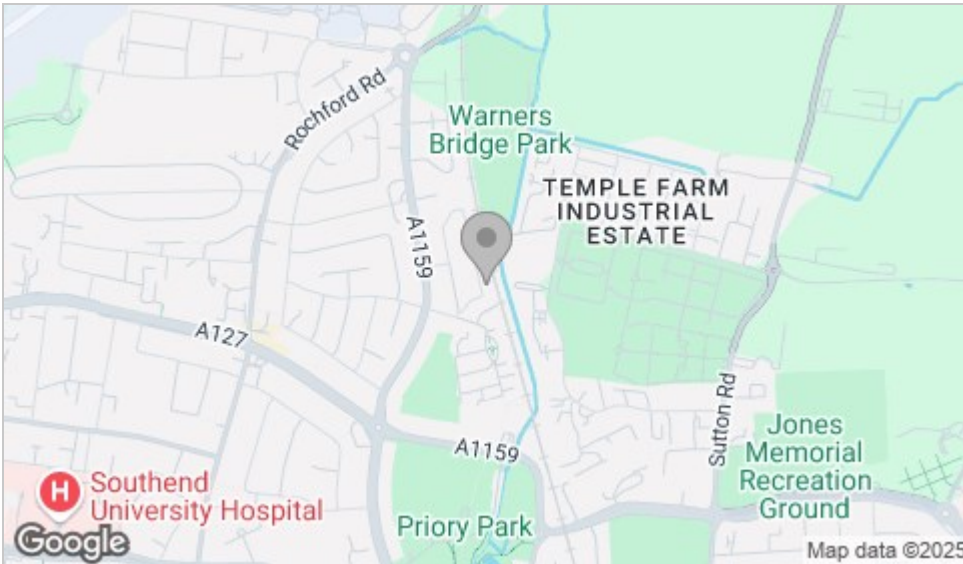 Rochford Rd
Warners
Bridge Park
TEMPLE FARM
INDUSTRIAL
ESTATE
A1159
A127
Sutton Rd
A1159
Jones
Memorial
Recreation
Ground
H
Southend
University Hospital
Priory Park
Google
Map data ©2025